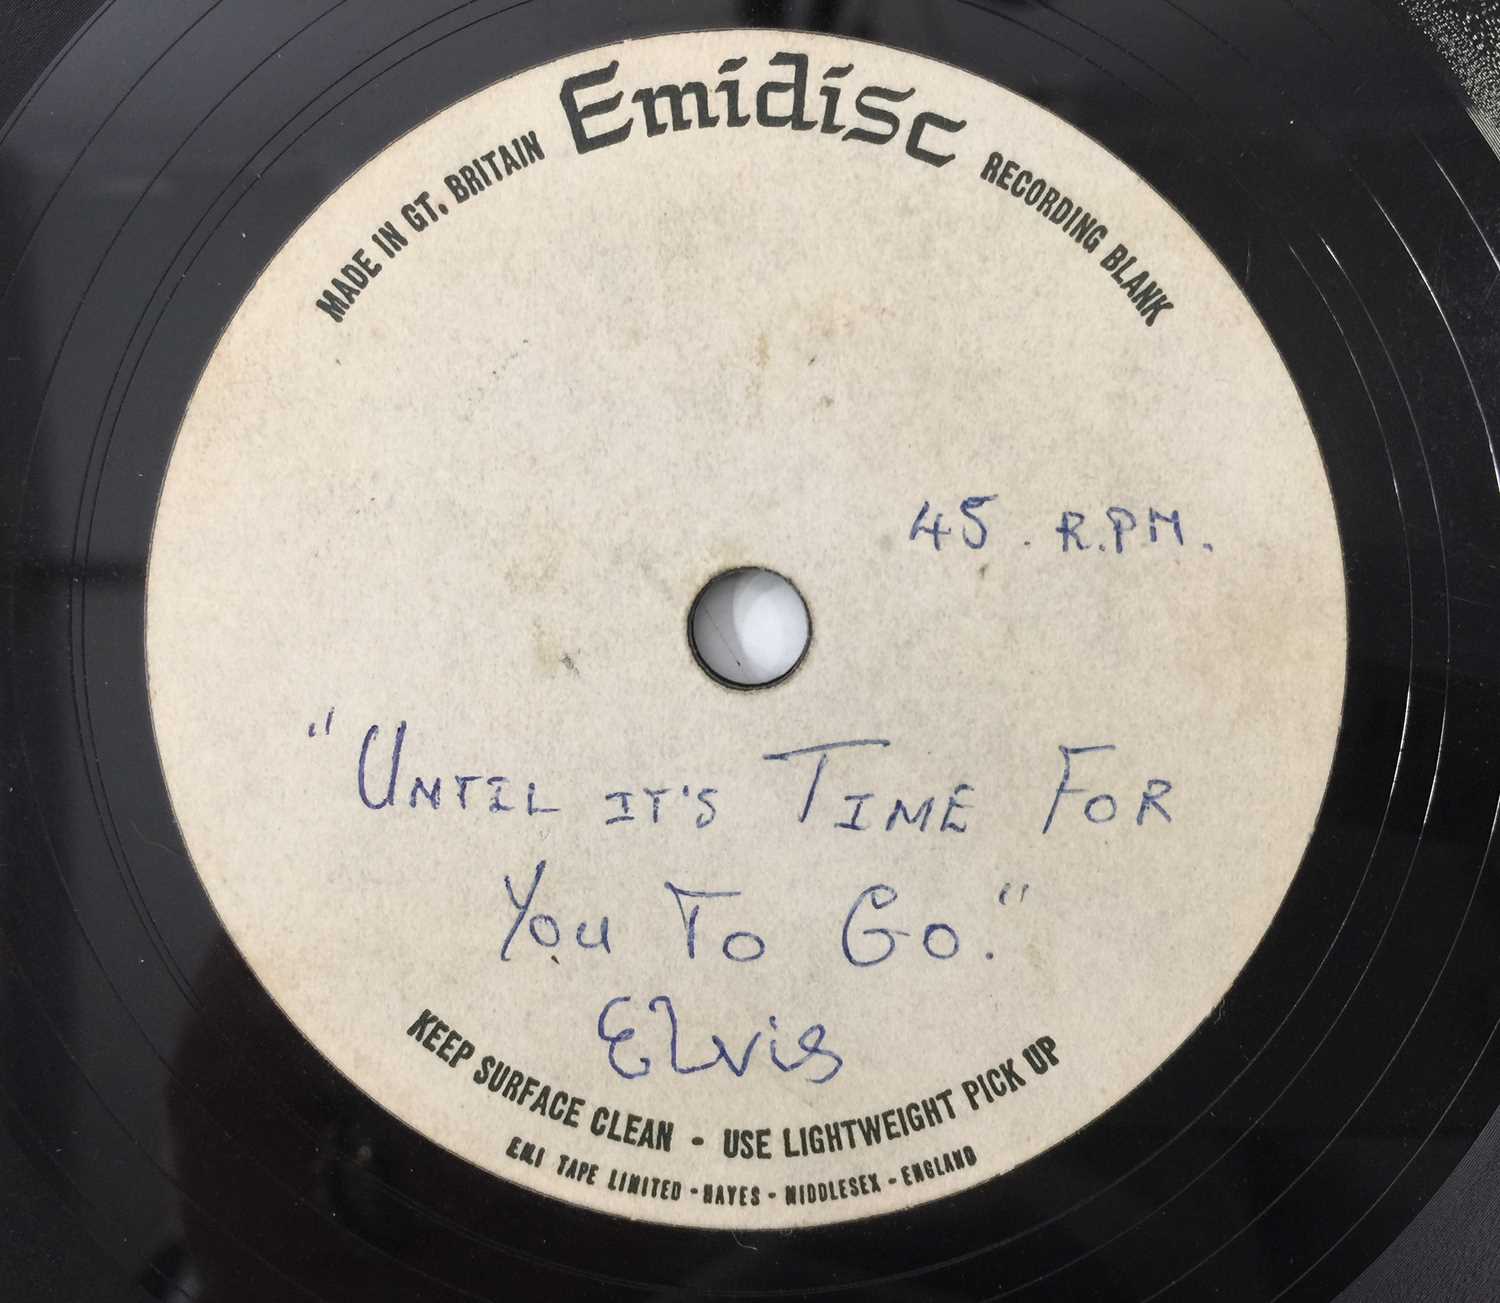 Emidisc
MADE IN GT. BRITAIN
RECORDING BLANK
45. R.P.M.
"UNTIL IT'S TIME FOR
YOU TO GO."
ELvis
KEEP SURFACE CLEAN - USE LIGHTWEIGHT PICK UP
EMI TAPE LIMITED - HAYES - MIDDLESEX - ENGLAND